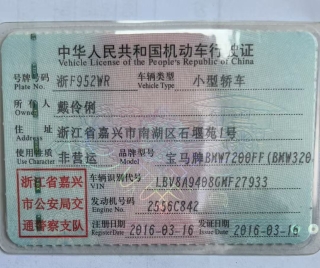 中华人民共和国机动车行驶证
Vehicle License of the People's Republic of China
号牌号码 Plate No. 浙F952WR 车辆类型 Vehicle Type 小型轿车
所有人 Owner 戴伶俐
住址 Address 浙江省嘉兴市南湖区石堰苑1号
使用性质 Use Character 非营运 品牌型号 Model 宝马牌BMW7200FF(BMW320
浙江省嘉兴市公安局交通警察支队
车辆识别代号 VIN LBV8A9408GMF27933
发动机号码 Engine No. 2556C842
注册日期 Register Date 2016-03-16 发证日期 Issue Date 2016-03-16